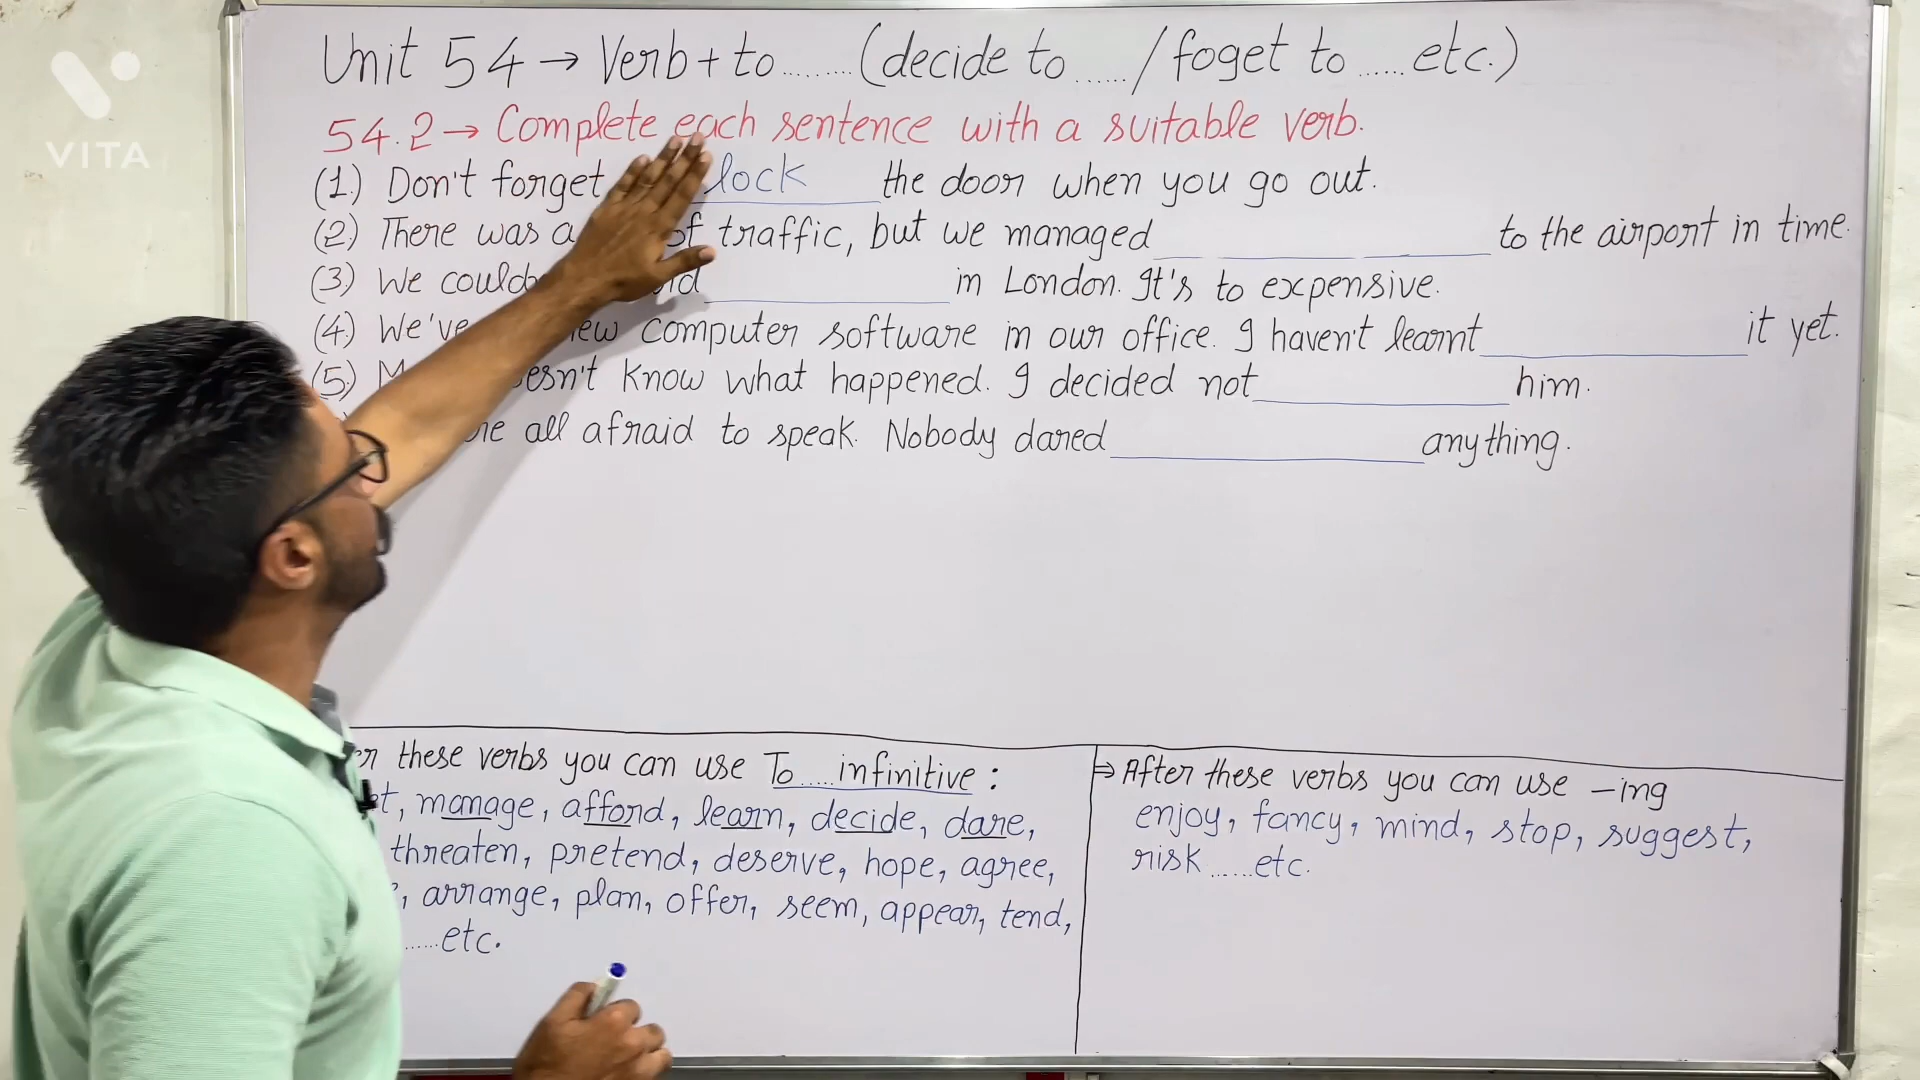 VITA
Unit 54 → Verb + to ........ (decide to ...... / foget to ...... etc.)
54.2 → Complete each sentence with a suitable verb.
(1.) Don't forget lock the door when you go out.
(2) There was a of traffic, but we managed ____________ to the airport in time.
(3) We ____________ in London. It's to expensive.
(4) We've computer software in our office. I haven't learnt ____________ it yet.
(5) know what happened. I decided not ____________ him.
all afraid to speak. Nobody dared ____________ anything.
these verbs you can use To .... infinitive :
manage, afford, learn, decide, dare,
threaten, pretend, deserve, hope, agree,
arrange, plan, offer, seem, appear, tend,
......etc.
⇒ After these verbs you can use -ing
enjoy, fancy, mind, stop, suggest,
risk ......etc.